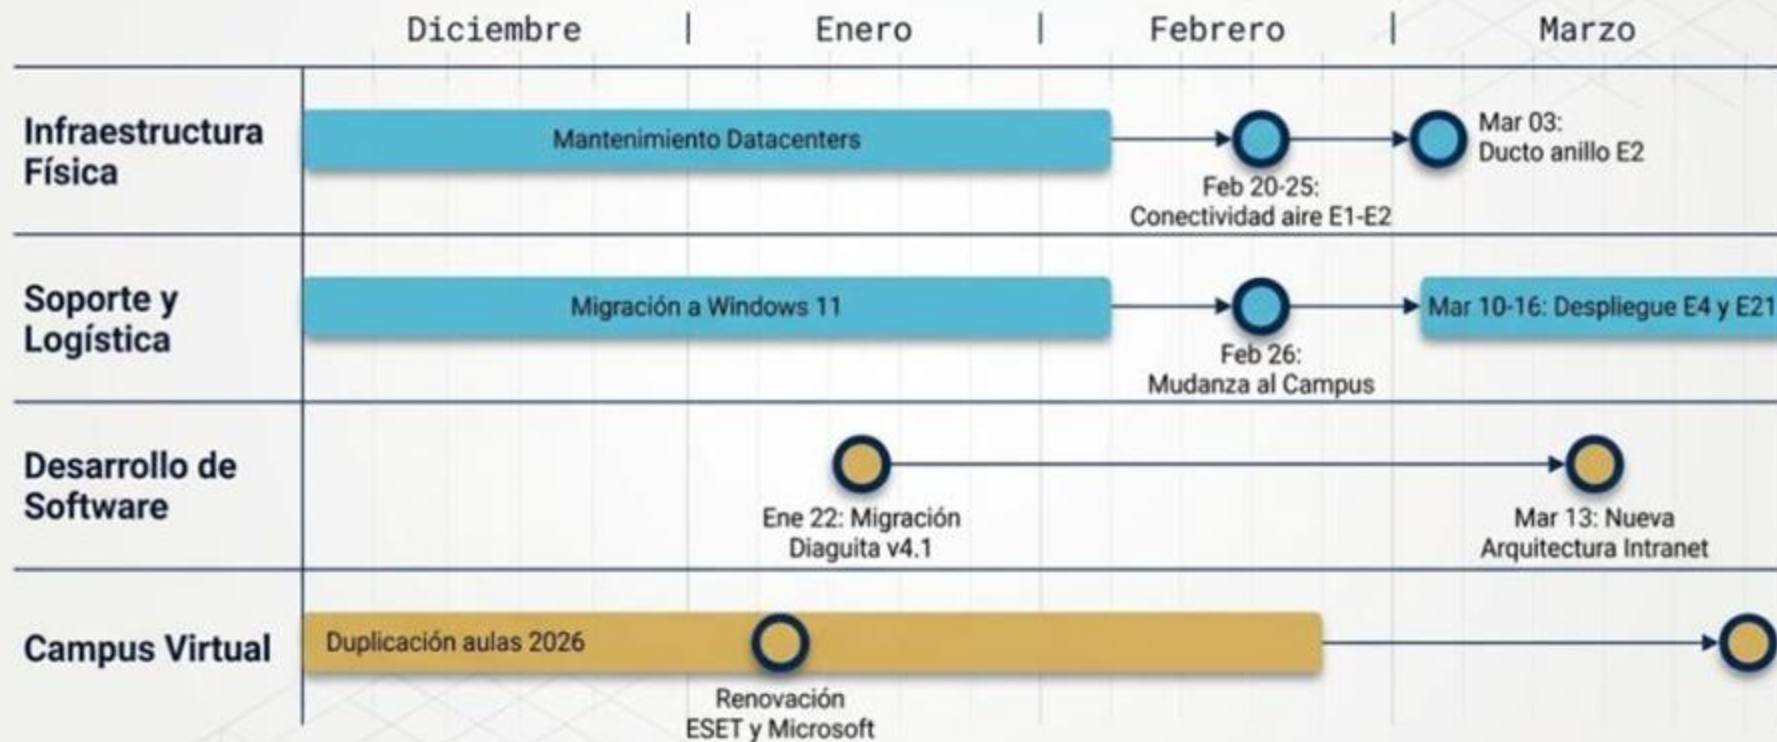 Diciembre | Enero | Febrero | Marzo
Infraestructura
Física
Mantenimiento Datacenters
Feb 20-25:
Conectividad aire E1-E2
Mar 03:
Ducto anillo E2
Soporte y
Logística
Migración a Windows 11
Feb 26:
Mudanza al Campus
Mar 10-16: Despliegue E4 y E21
Desarrollo de
Software
Ene 22: Migración
Diaguita v4.1
Mar 13: Nueva
Arquitectura Intranet
Campus Virtual
Duplicación aulas 2026
Renovación
ESET y Microsoft